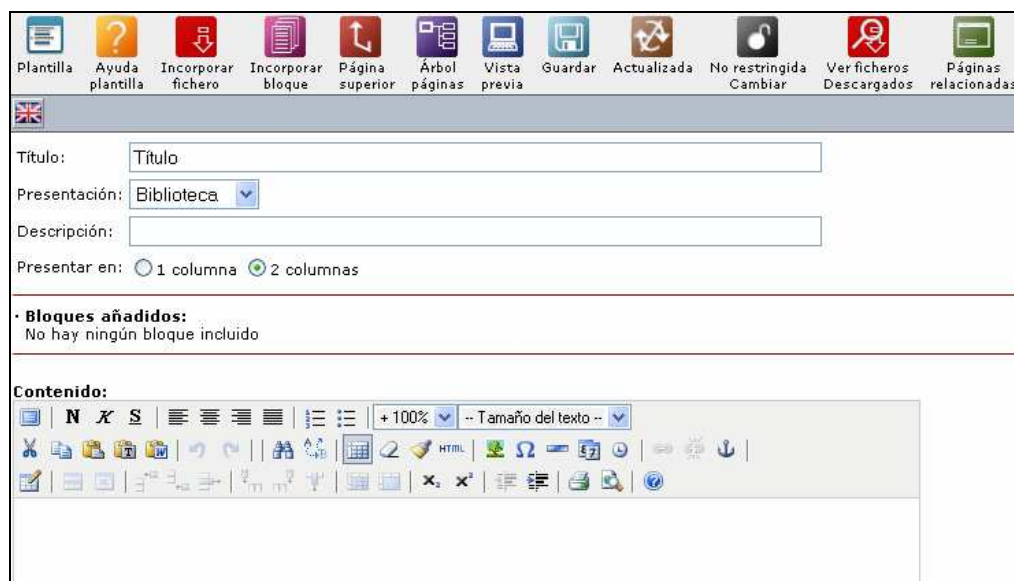 Plantilla Ayuda Incorporar Incorporar Página Árbol Vista Guardar Actualizada No restringida Ver ficheros Páginas
plantilla fichero bloque superior páginas previa Cambiar Descargados relacionadas
Título: Título
Presentación: Biblioteca
Descripción:
Presentar en: 1 columna 2 columnas
· Bloques añadidos:
No hay ningún bloque incluido
Contenido:
N K S + 100% -- Tamaño del texto --
T W HTML Ω
x₂ x²